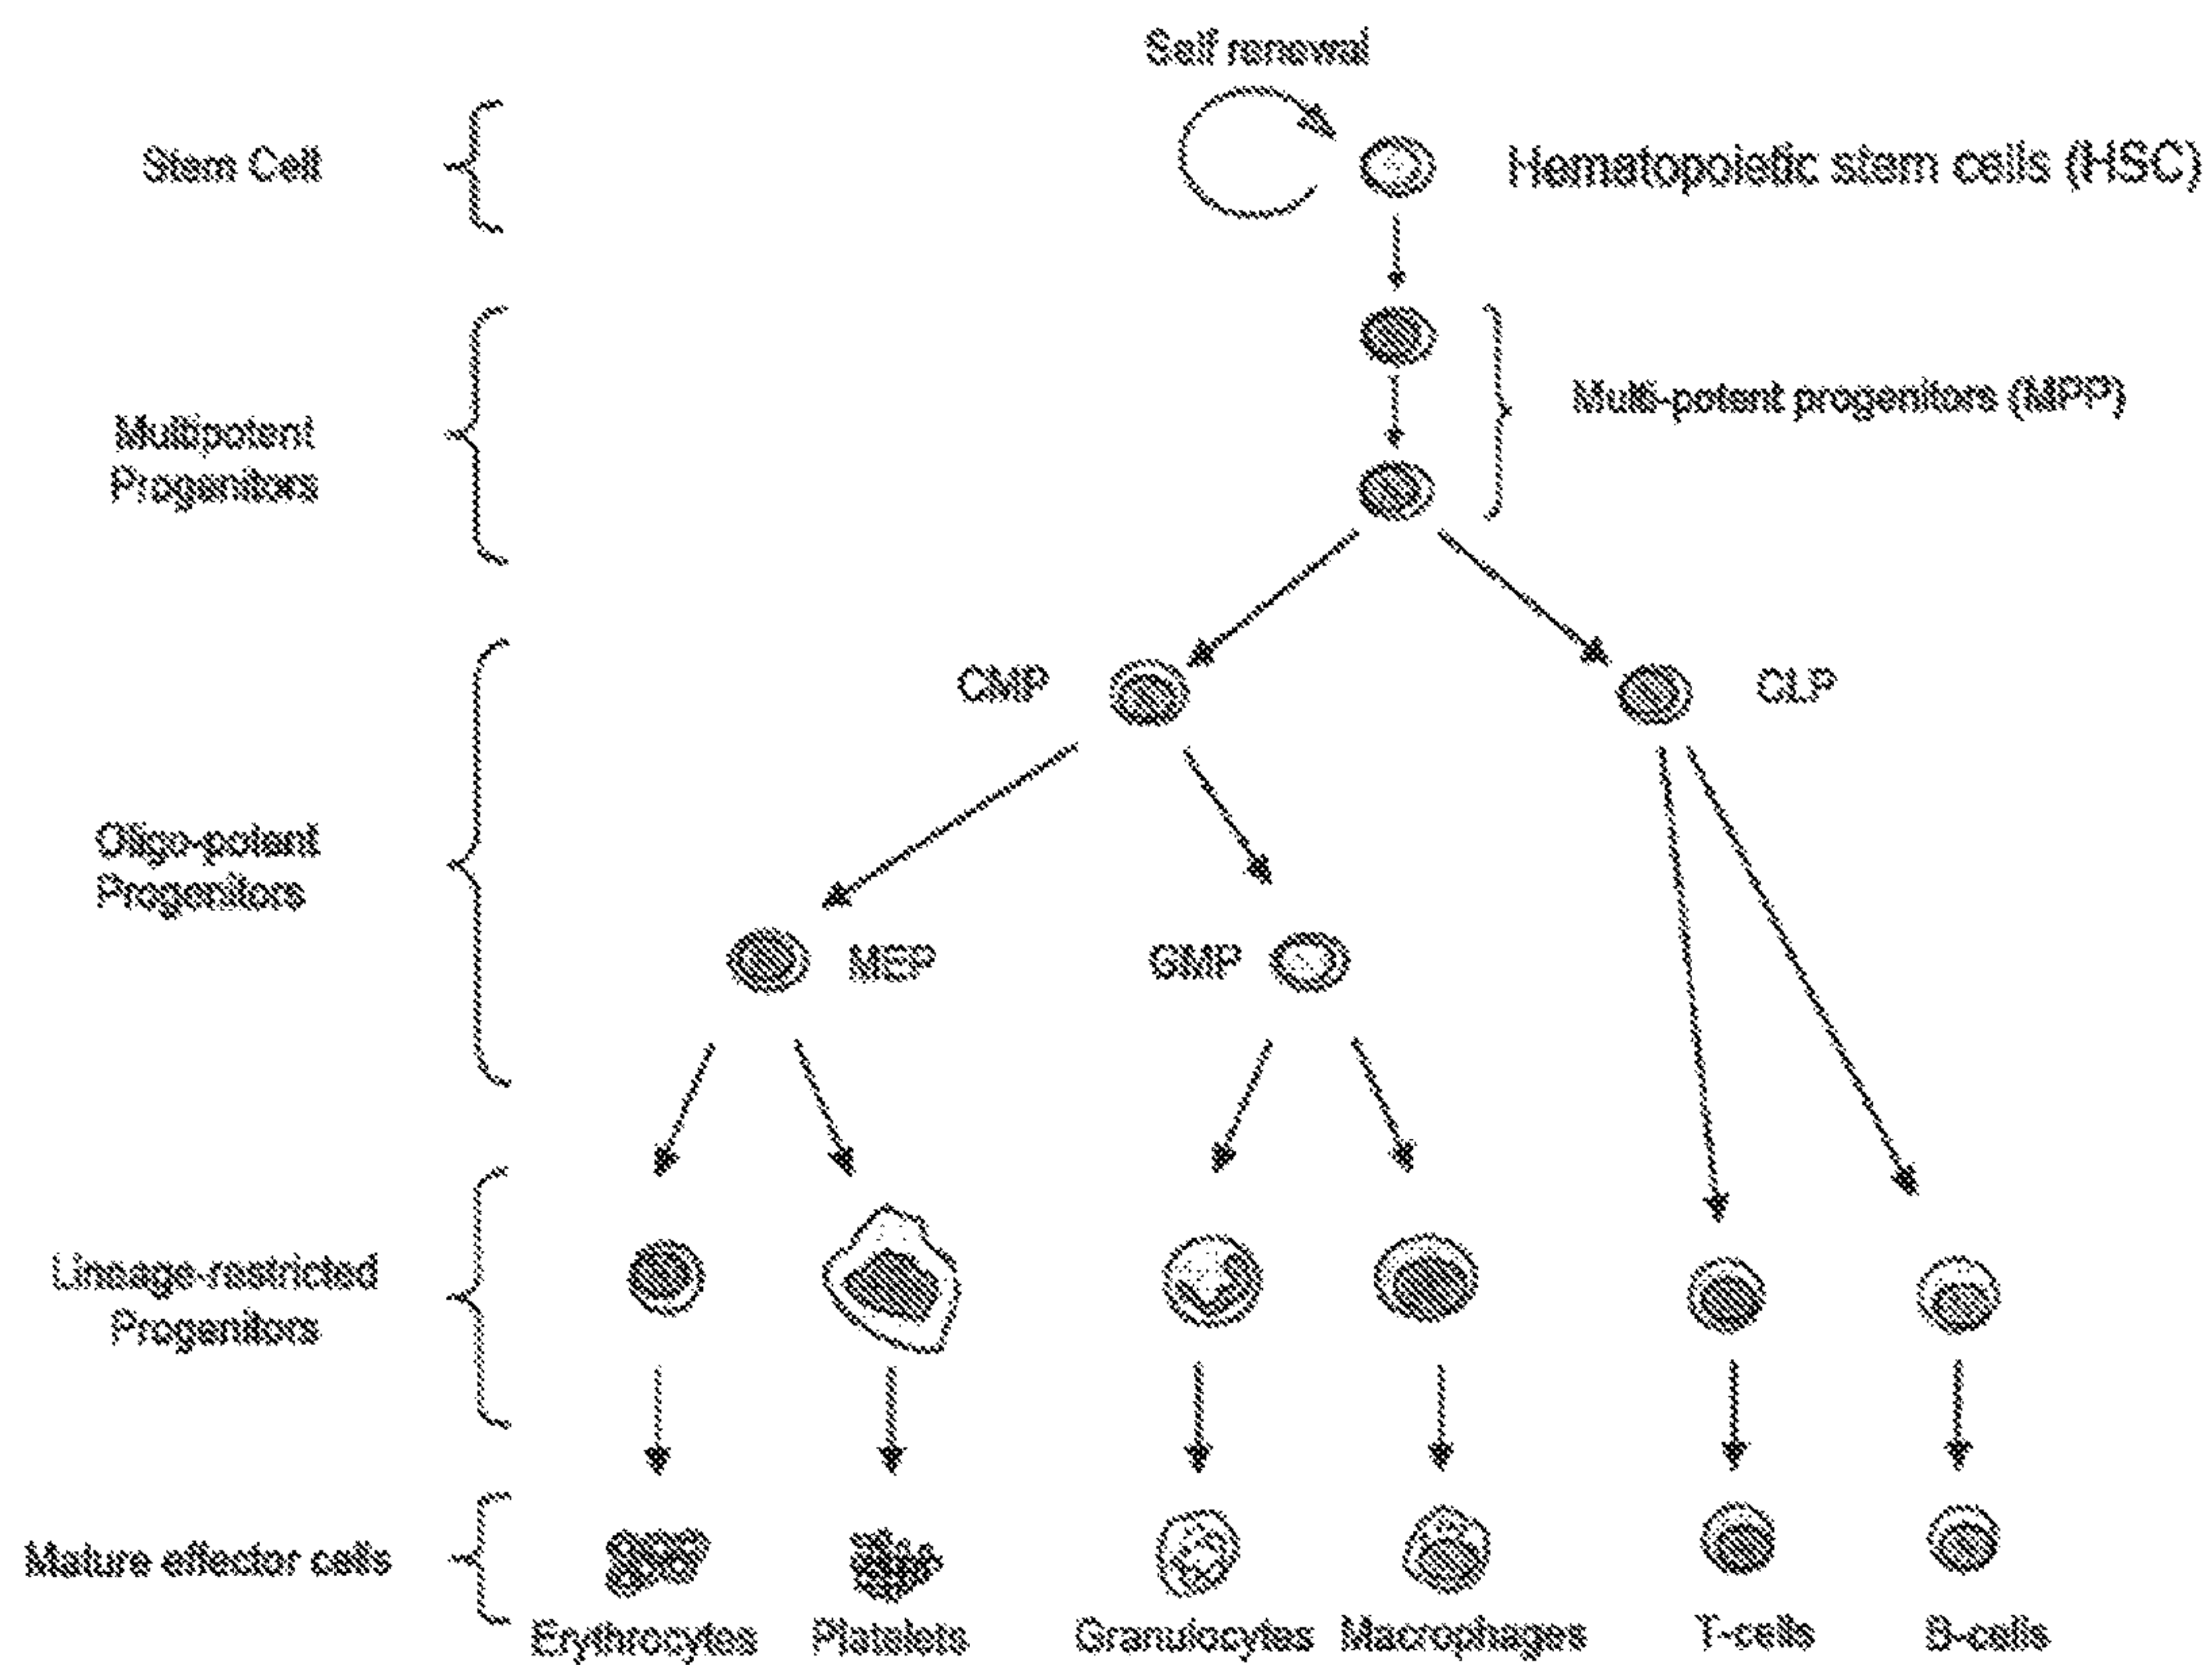 Self renewal
Stem Cell
Hematopoietic stem cells (HSC)
Multi-potent progenitors (MPP)
Multipotent
Progenitors
CMP
CLP
Oligo-potent
Progenitors
MEP
GMP
Lineage-restricted
Progenitors
Mature effector cells
Erythrocytes
Platelets
Granulocytes
Macrophages
T-cells
B-cells